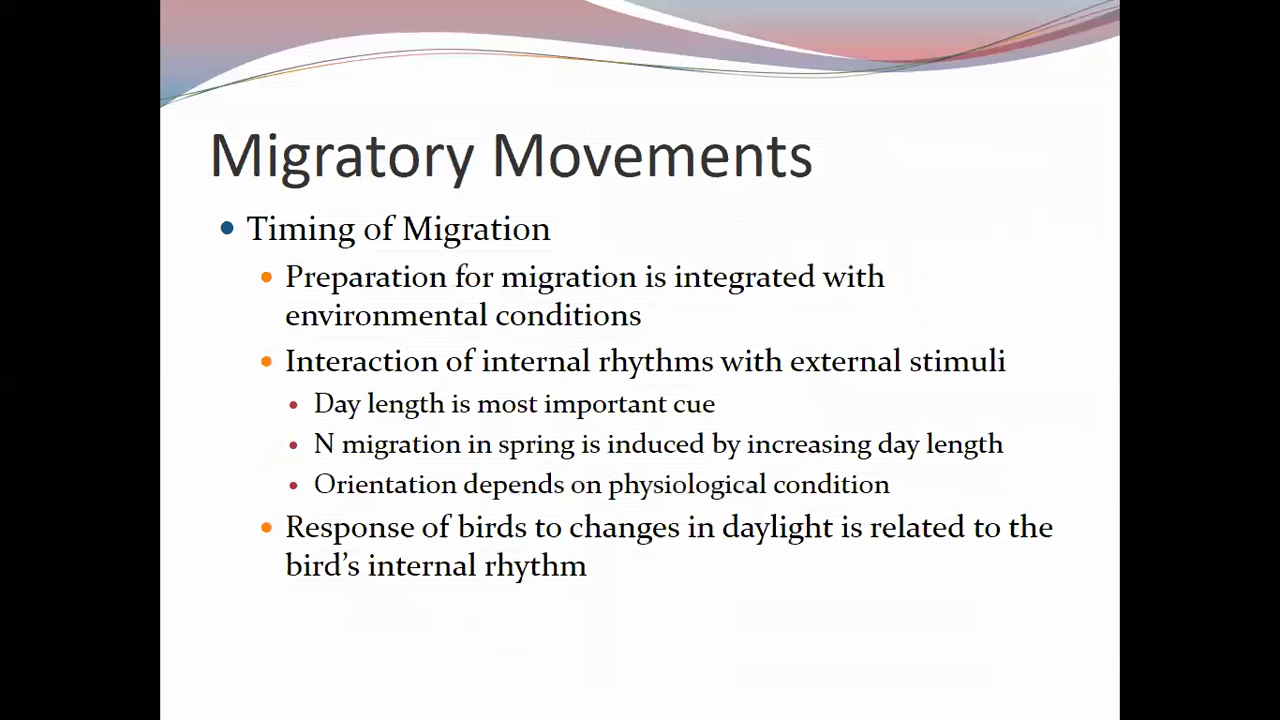 Migratory Movements
• Timing of Migration
• Preparation for migration is integrated with
environmental conditions
• Interaction of internal rhythms with external stimuli
• Day length is most important cue
• N migration in spring is induced by increasing day length
• Orientation depends on physiological condition
• Response of birds to changes in daylight is related to the
bird’s internal rhythm